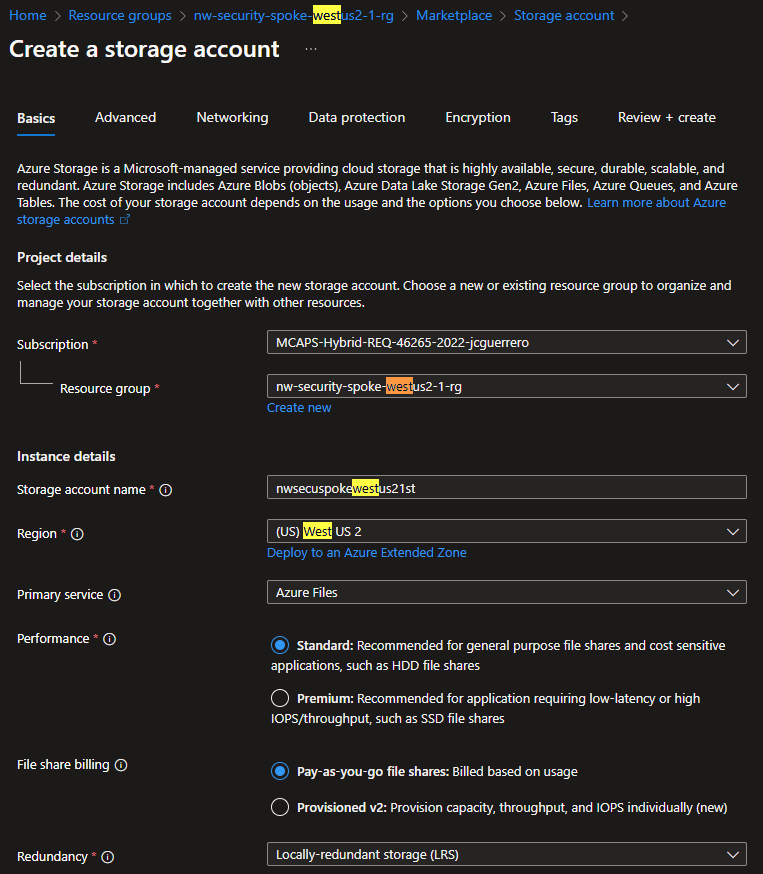 Home > Resource groups > nw-security-spoke-westus2-1-rg > Marketplace > Storage account >
Create a storage account ...
Basics Advanced Networking Data protection Encryption Tags Review + create
Azure Storage is a Microsoft-managed service providing cloud storage that is highly available, secure, durable, scalable, and
redundant. Azure Storage includes Azure Blobs (objects), Azure Data Lake Storage Gen2, Azure Files, Azure Queues, and Azure
Tables. The cost of your storage account depends on the usage and the options you choose below. Learn more about Azure
storage accounts
Project details
Select the subscription in which to create the new storage account. Choose a new or existing resource group to organize and
manage your storage account together with other resources.
Subscription * MCAPS-Hybrid-REQ-46265-2022-jcguerrero
Resource group * nw-security-spoke-westus2-1-rg
Create new
Instance details
Storage account name * nwsecuspokewestus21st
Region * (US) West US 2
Deploy to an Azure Extended Zone
Primary service Azure Files
Performance * Standard: Recommended for general purpose file shares and cost sensitive
applications, such as HDD file shares
Premium: Recommended for application requiring low-latency or high
IOPS/throughput, such as SSD file shares
File share billing Pay-as-you-go file shares: Billed based on usage
Provisioned v2: Provision capacity, throughput, and IOPS individually (new)
Redundancy * Locally-redundant storage (LRS)